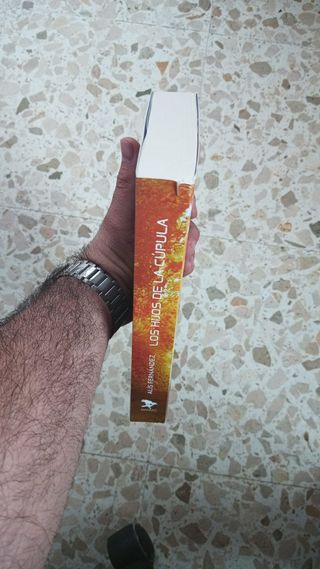 ALIS FERNÁNDEZ
LOS HIJOS DE LA CÚPULA